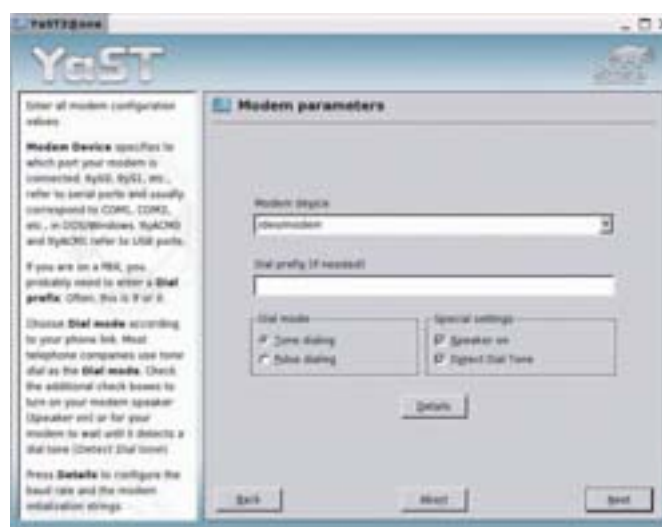 YaST2@one
YaST
Enter all modem configuration
values.
Modem Device specifies to
which port your modem is
connected. ttyS0, ttyS1, etc.,
refer to serial ports and usually
correspond to COM1, COM2,
etc., in DOS/Windows. ttyACM0
and ttyACM1 refer to USB ports.
If you are on a PBX, you
probably need to enter a Dial
prefix. Often, this is 9 or 0.
Choose Dial mode according
to your phone link. Most
telephone companies use tone
dial as the Dial mode. Check
the additional check boxes to
turn on your modem speaker
(Speaker on) or for your
modem to wait until it detects a
dial tone (Detect Dial tone).
Press Details to configure the
baud rate and the modem
initialization strings.
Modem parameters
Modem device
/dev/modem
Dial prefix (if needed)
Dial mode
Tone dialing
Pulse dialing
Special settings
Speaker on
Detect Dial Tone
Details
Back
Abort
Next